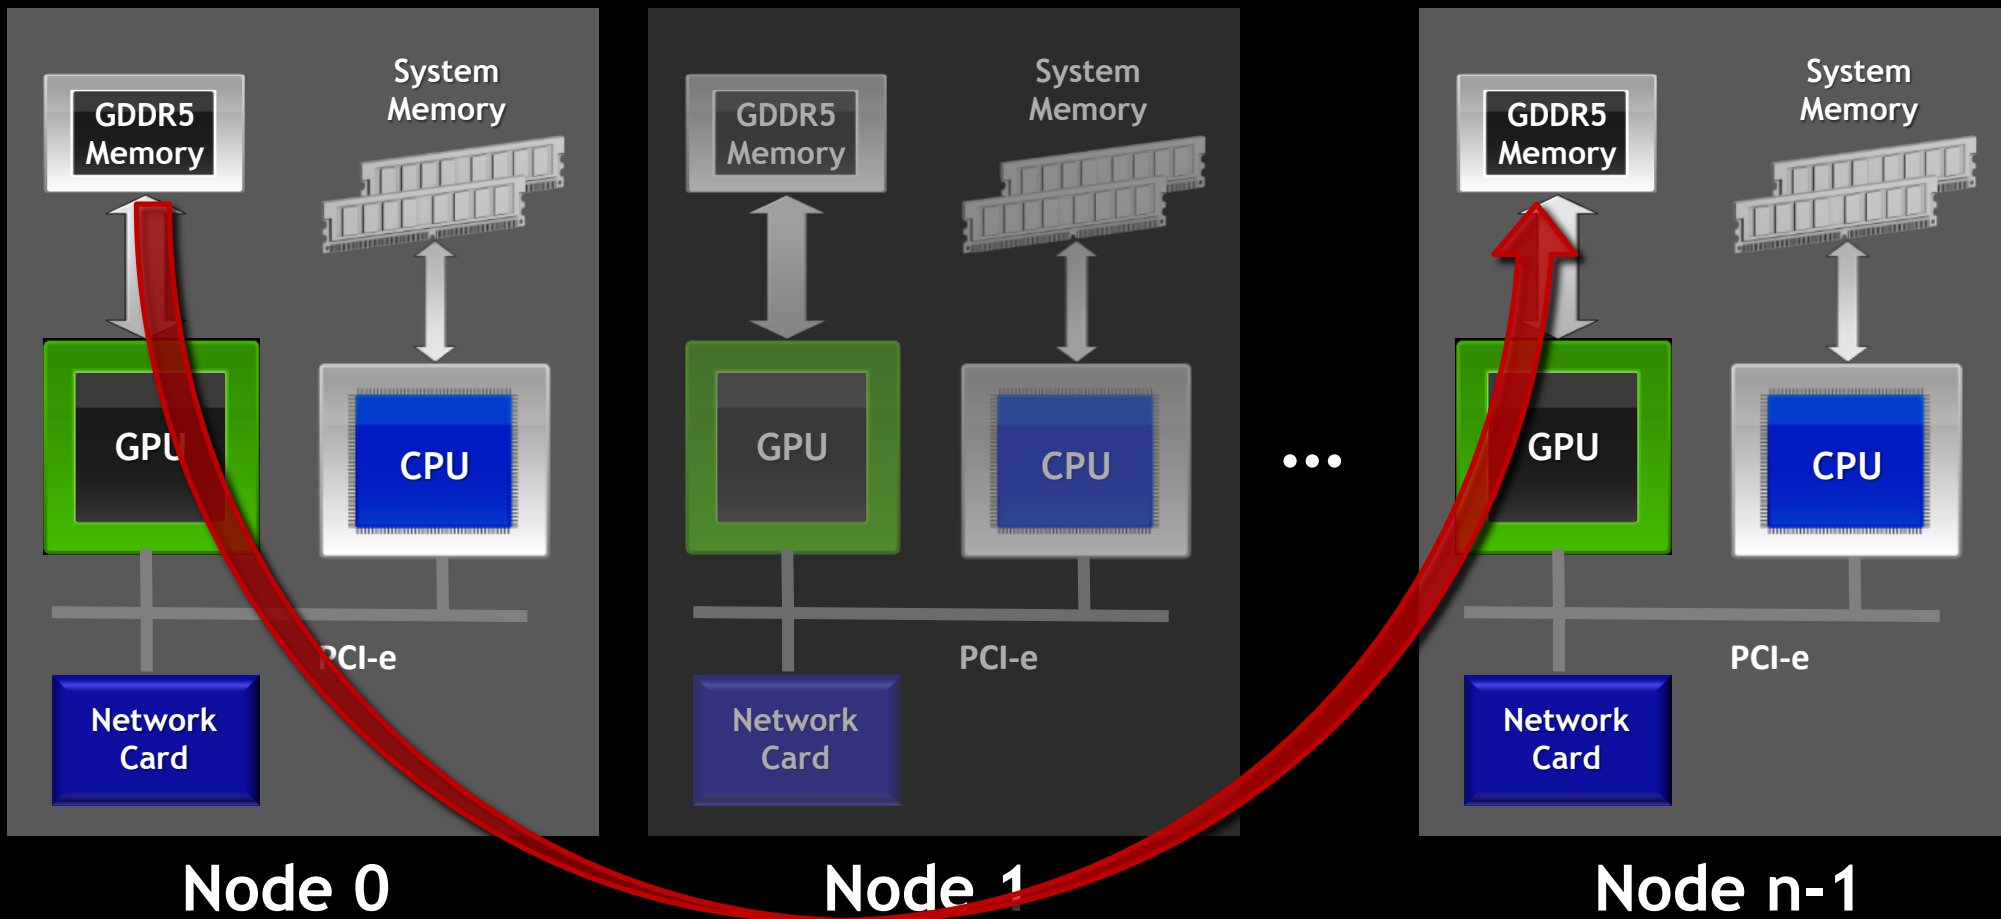 System
Memory
GDDR5
Memory
GPU
CPU
PCI-e
Network
Card
Node 0
System
Memory
GDDR5
Memory
GPU
CPU
PCI-e
Network
Card
Node 1
...
System
Memory
GDDR5
Memory
GPU
CPU
PCI-e
Network
Card
Node n-1